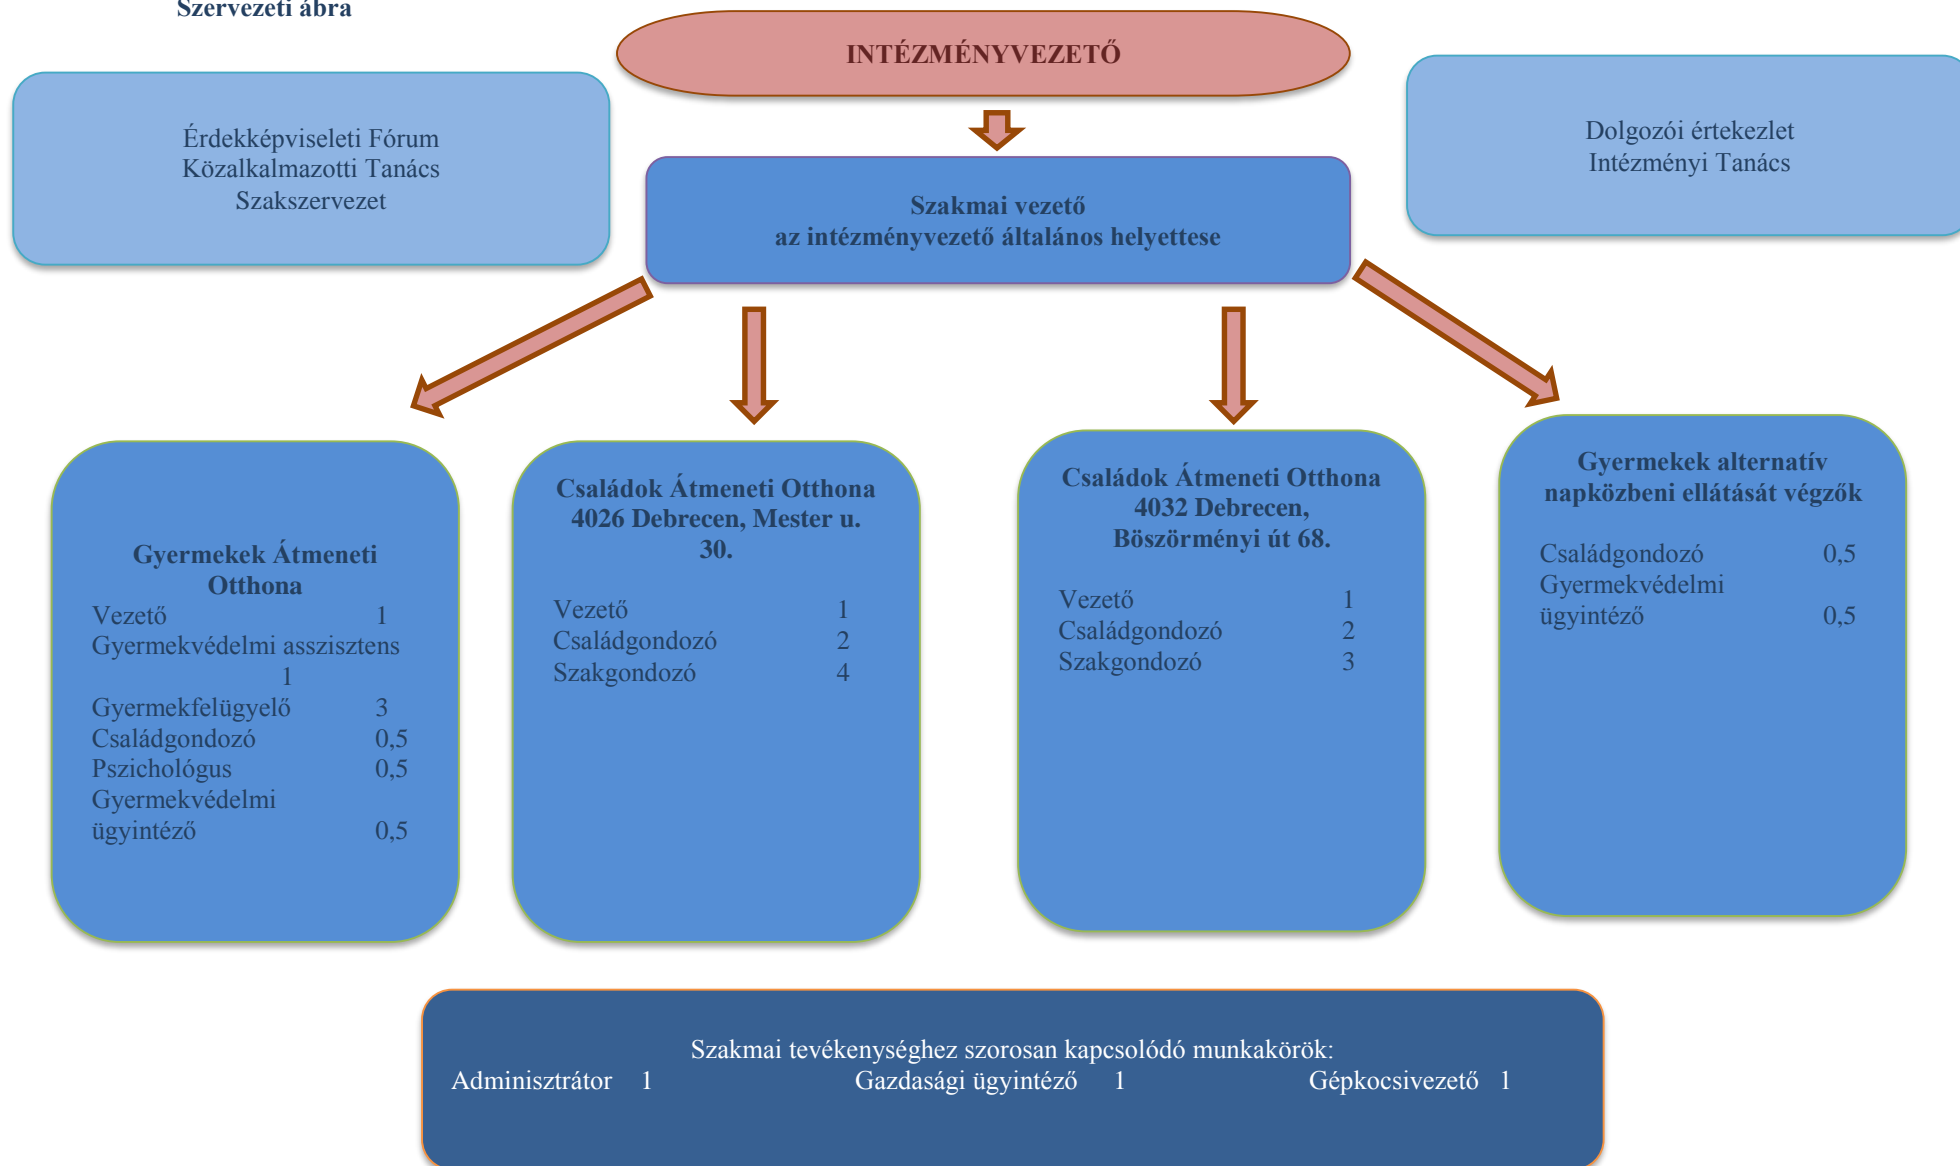 Szervezeti ábra
INTÉZMÉNYVEZETŐ
Érdekképviseleti Fórum
Közalkalmazotti Tanács
Szakszervezet
Dolgozói értekezlet
Intézményi Tanács
Szakmai vezető
az intézményvezető általános helyettese
Gyermekek Átmeneti
Otthona
Vezető 1
Gyermekvédelmi asszisztens
1
Gyermekfelügyelő 3
Családgondozó 0,5
Pszichológus 0,5
Gyermekvédelmi
ügyintéző 0,5
Családok Átmeneti Otthona
4026 Debrecen, Mester u.
30.
Vezető 1
Családgondozó 2
Szakgondozó 4
Családok Átmeneti Otthona
4032 Debrecen,
Böszörményi út 68.
Vezető 1
Családgondozó 2
Szakgondozó 3
Gyermekek alternatív
napközbeni ellátását végzők
Családgondozó 0,5
Gyermekvédelmi
ügyintéző 0,5
Szakmai tevékenységhez szorosan kapcsolódó munkakörök:
Adminisztrátor 1 Gazdasági ügyintéző 1 Gépkocsivezető 1